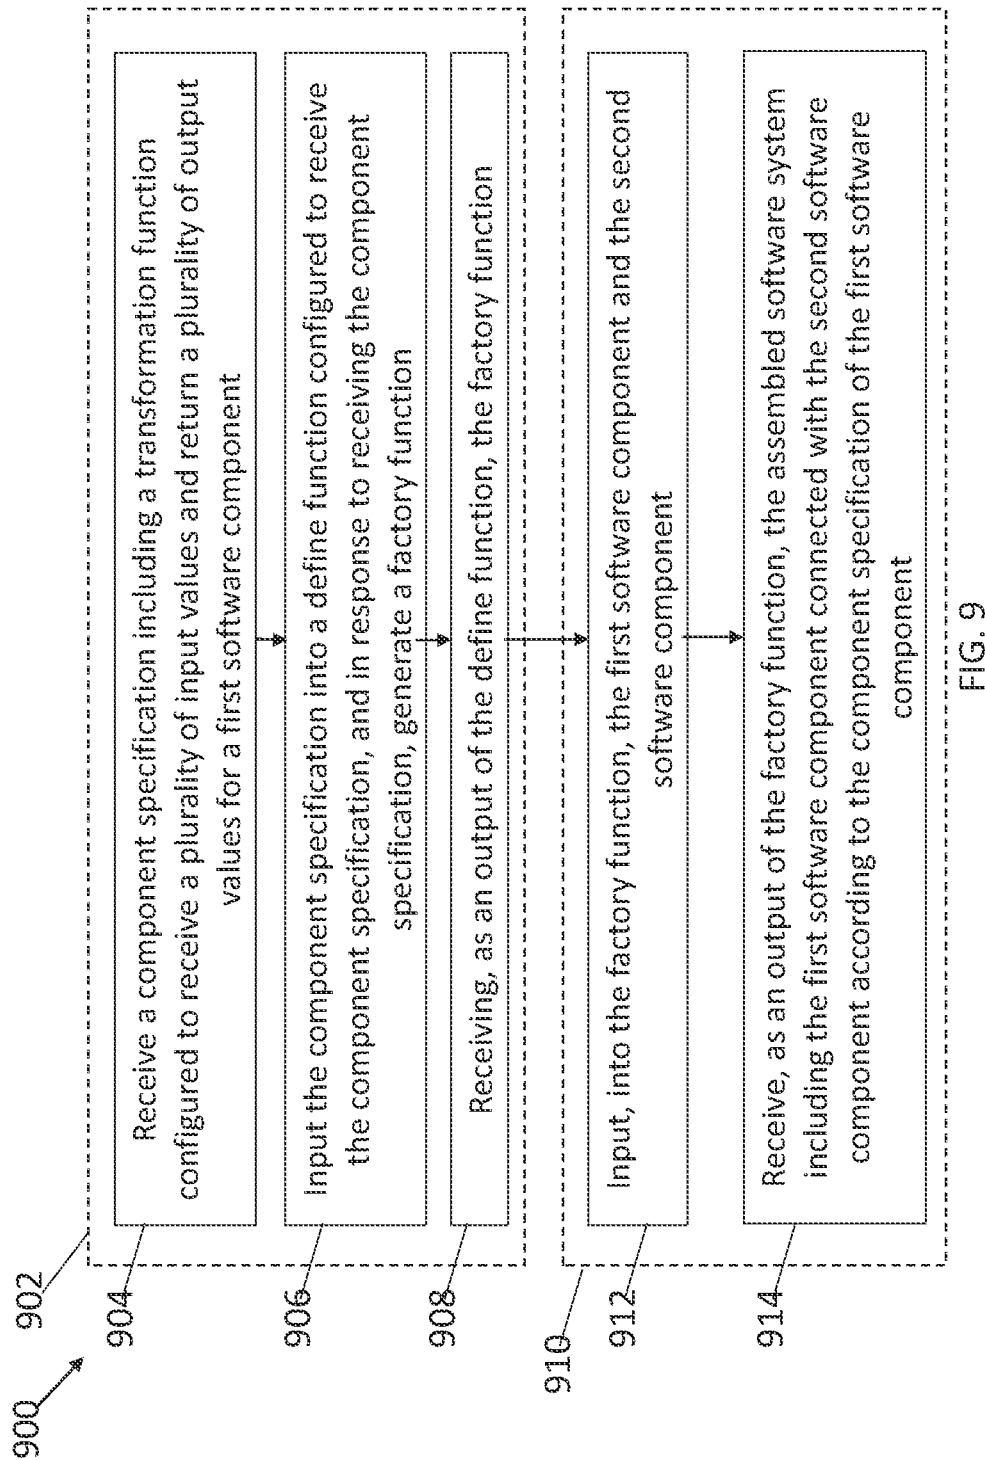 900
902
904
Receive a component specification including a transformation function
configured to receive a plurality of input values and return a plurality of output
values for a first software component
906
Input the component specification into a define function configured to receive
the component specification, and in response to receiving the component
specification, generate a factory function
908
Receiving, as an output of the define function, the factory function
910
912
Input, into the factory function, the first software component and the second
software component
914
Receive, as an output of the factory function, the assembled software system
including the first software component connected with the second software
component according to the component specification of the first software
component
FIG. 9